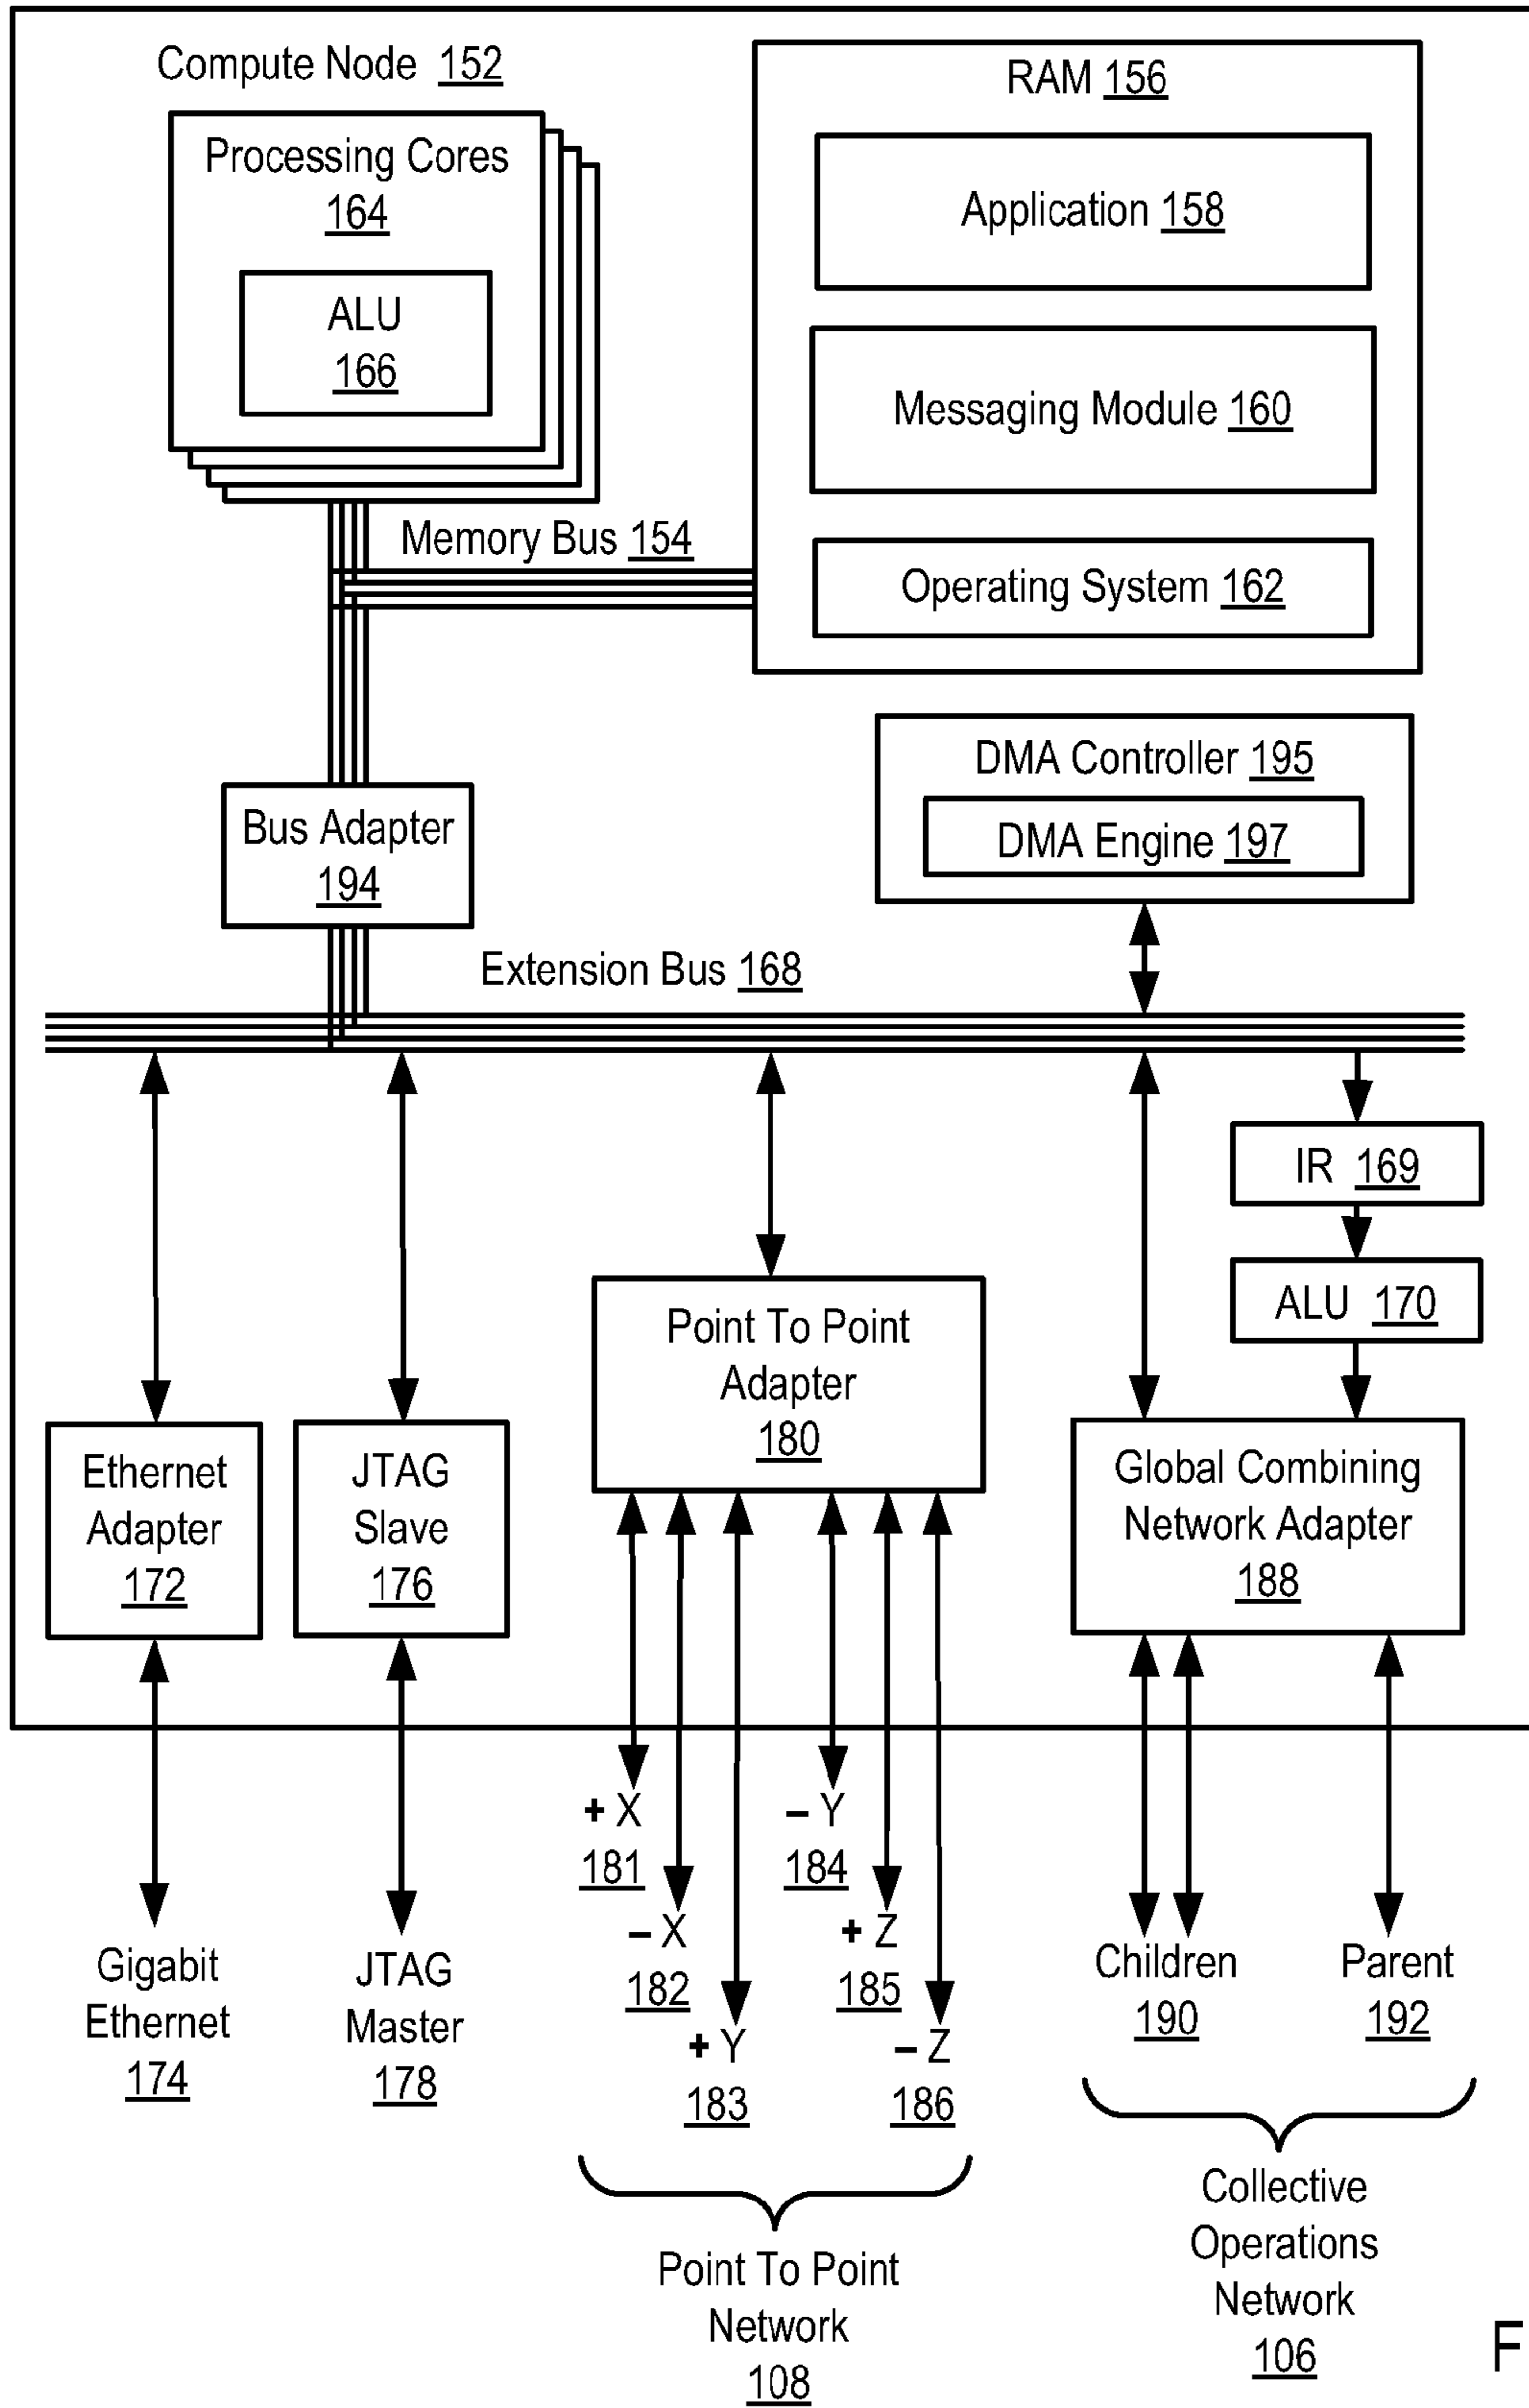 Compute Node 152
Processing Cores
164
ALU
166
RAM 156
Application 158
Messaging Module 160
Operating System 162
Memory Bus 154
DMA Controller 195
DMA Engine 197
Bus Adapter
194
Extension Bus 168
IR 169
ALU 170
Point To Point
Adapter
180
Ethernet
Adapter
172
JTAG
Slave
176
Global Combining
Network Adapter
188
+ X
181
– X
182
+ Y
183
– Y
184
+ Z
185
– Z
186
Gigabit
Ethernet
174
JTAG
Master
178
Children
190
Parent
192
Point To Point
Network
108
Collective
Operations
Network
106
F